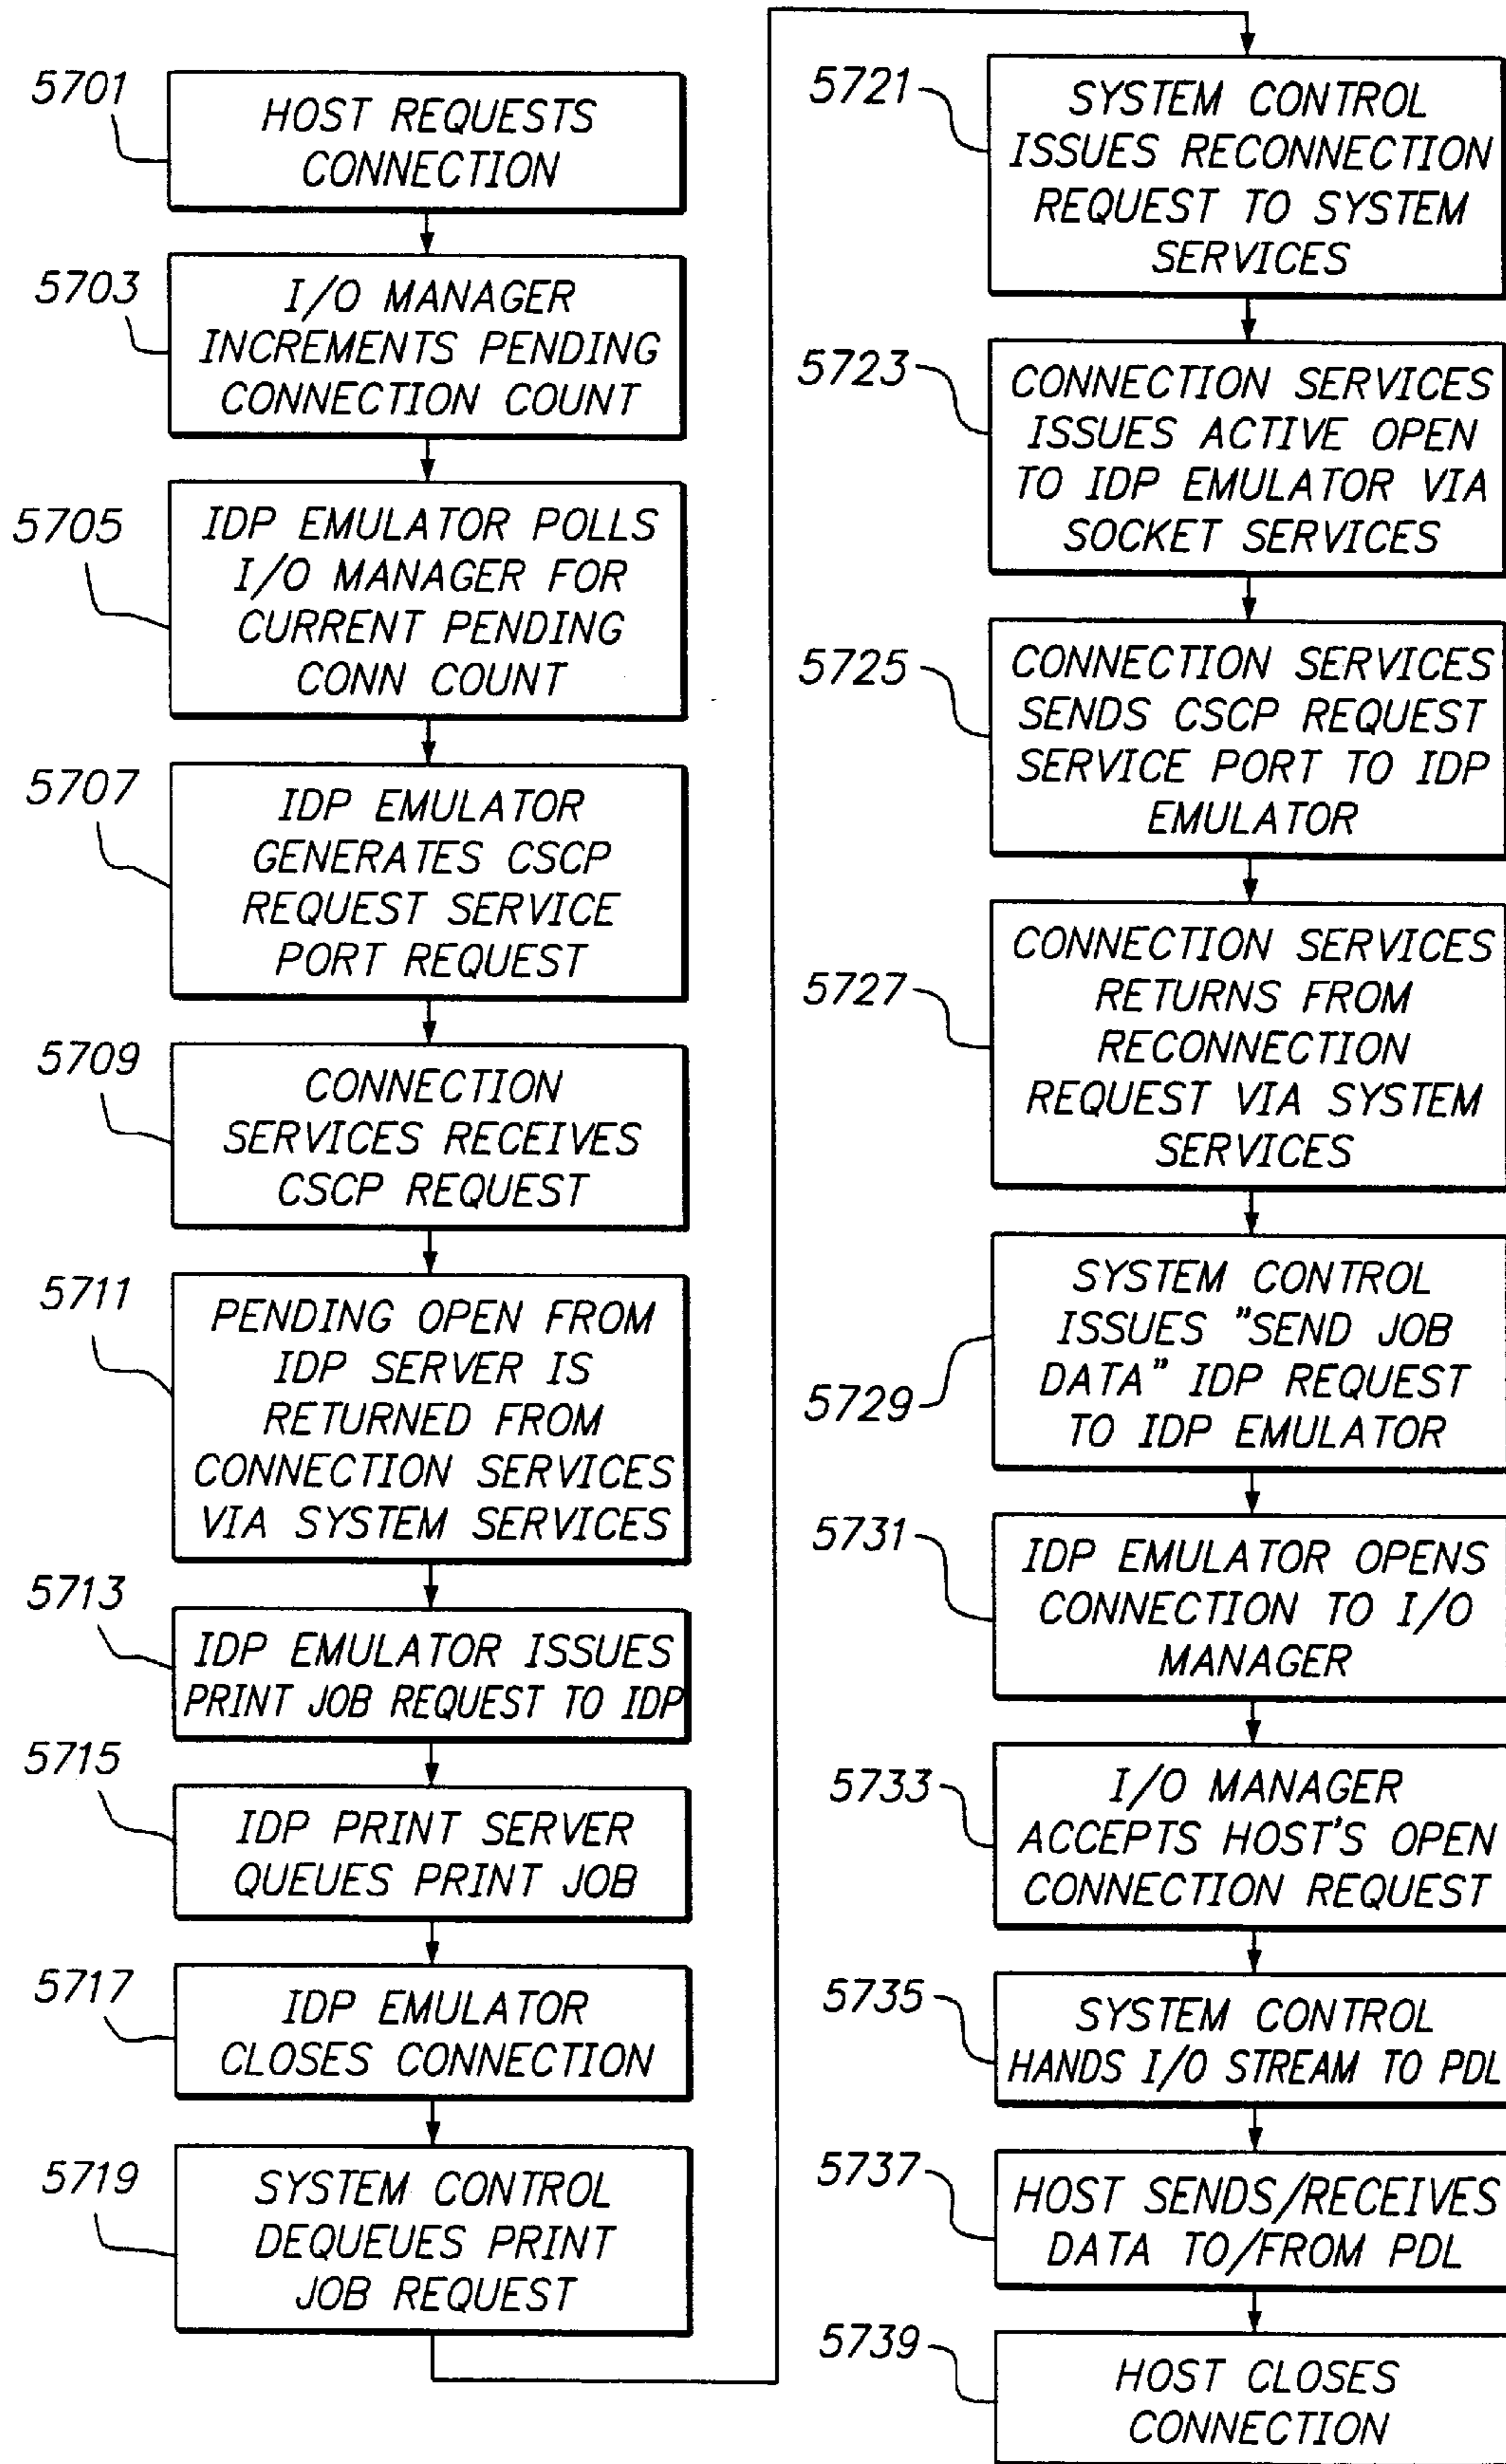 5701
HOST REQUESTS
CONNECTION
5703
I/O MANAGER
INCREMENTS PENDING
CONNECTION COUNT
5705
IDP EMULATOR POLLS
I/O MANAGER FOR
CURRENT PENDING
CONN COUNT
5707
IDP EMULATOR
GENERATES CSCP
REQUEST SERVICE
PORT REQUEST
5709
CONNECTION
SERVICES RECEIVES
CSCP REQUEST
5711
PENDING OPEN FROM
IDP SERVER IS
RETURNED FROM
CONNECTION SERVICES
VIA SYSTEM SERVICES
5713
IDP EMULATOR ISSUES
PRINT JOB REQUEST TO IDP
5715
IDP PRINT SERVER
QUEUES PRINT JOB
5717
IDP EMULATOR
CLOSES CONNECTION
5719
SYSTEM CONTROL
DEQUEUES PRINT
JOB REQUEST
5721
SYSTEM CONTROL
ISSUES RECONNECTION
REQUEST TO SYSTEM
SERVICES
5723
CONNECTION SERVICES
ISSUES ACTIVE OPEN
TO IDP EMULATOR VIA
SOCKET SERVICES
5725
CONNECTION SERVICES
SENDS CSCP REQUEST
SERVICE PORT TO IDP
EMULATOR
5727
CONNECTION SERVICES
RETURNS FROM
RECONNECTION
REQUEST VIA SYSTEM
SERVICES
5729
SYSTEM CONTROL
ISSUES "SEND JOB
DATA" IDP REQUEST
TO IDP EMULATOR
5731
IDP EMULATOR OPENS
CONNECTION TO I/O
MANAGER
5733
I/O MANAGER
ACCEPTS HOST'S OPEN
CONNECTION REQUEST
5735
SYSTEM CONTROL
HANDS I/O STREAM TO PDL
5737
HOST SENDS/RECEIVES
DATA TO/FROM PDL
5739
HOST CLOSES
CONNECTION